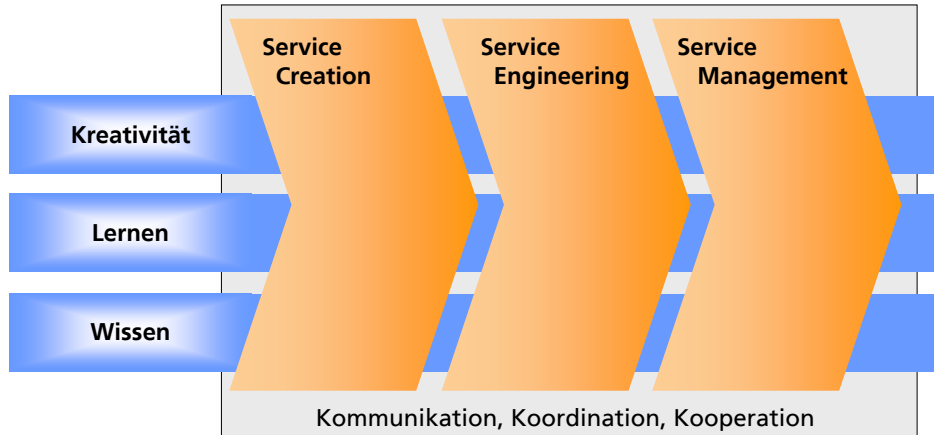 Service
Creation
Service
Engineering
Service
Management
Kreativität
Lernen
Wissen
Kommunikation, Koordination, Kooperation